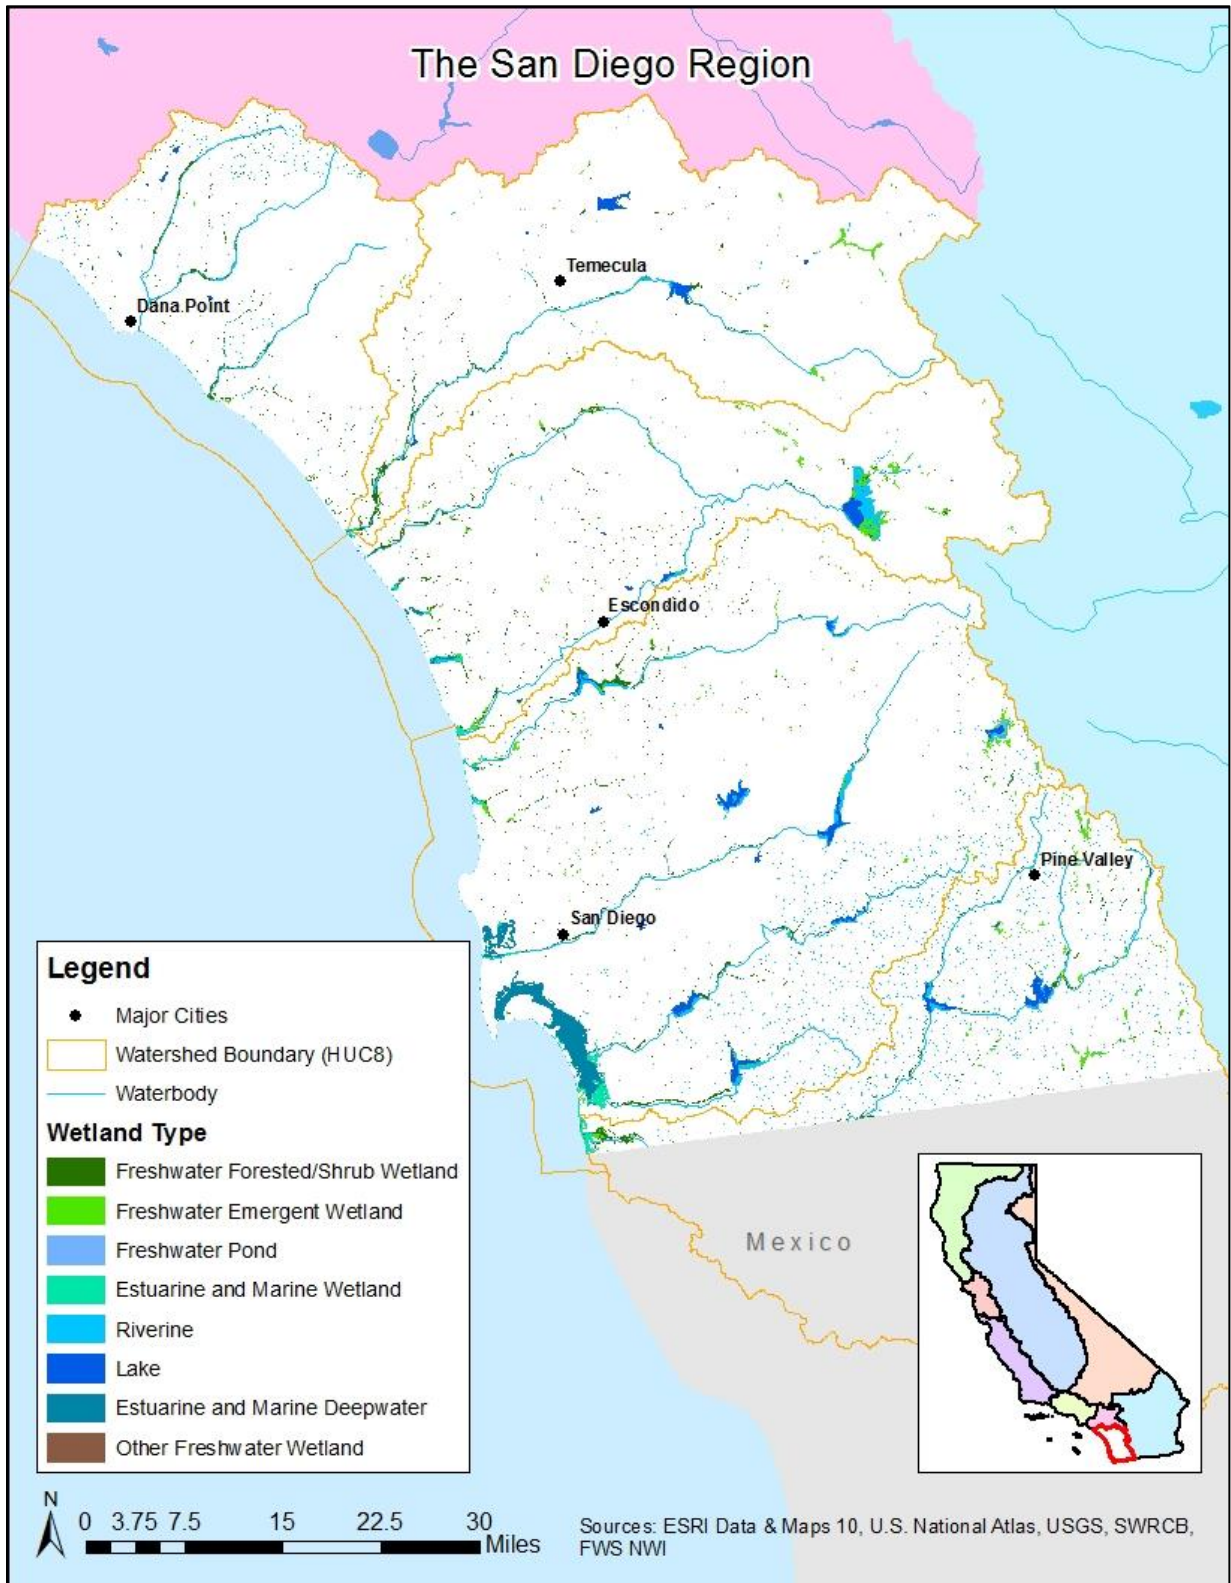 The San Diego Region
Temecula
Dana Point
Escondido
Pine Valley
San Diego
Legend
Major Cities
Watershed Boundary (HUC8)
Waterbody
Wetland Type
Freshwater Forested/Shrub Wetland
Freshwater Emergent Wetland
Freshwater Pond
Estuarine and Marine Wetland
Riverine
Lake
Estuarine and Marine Deepwater
Other Freshwater Wetland
Mexico
N
0 3.75 7.5 15 22.5 30
Miles
Sources: ESRI Data & Maps 10, U.S. National Atlas, USGS, SWRCB,
FWS NWI